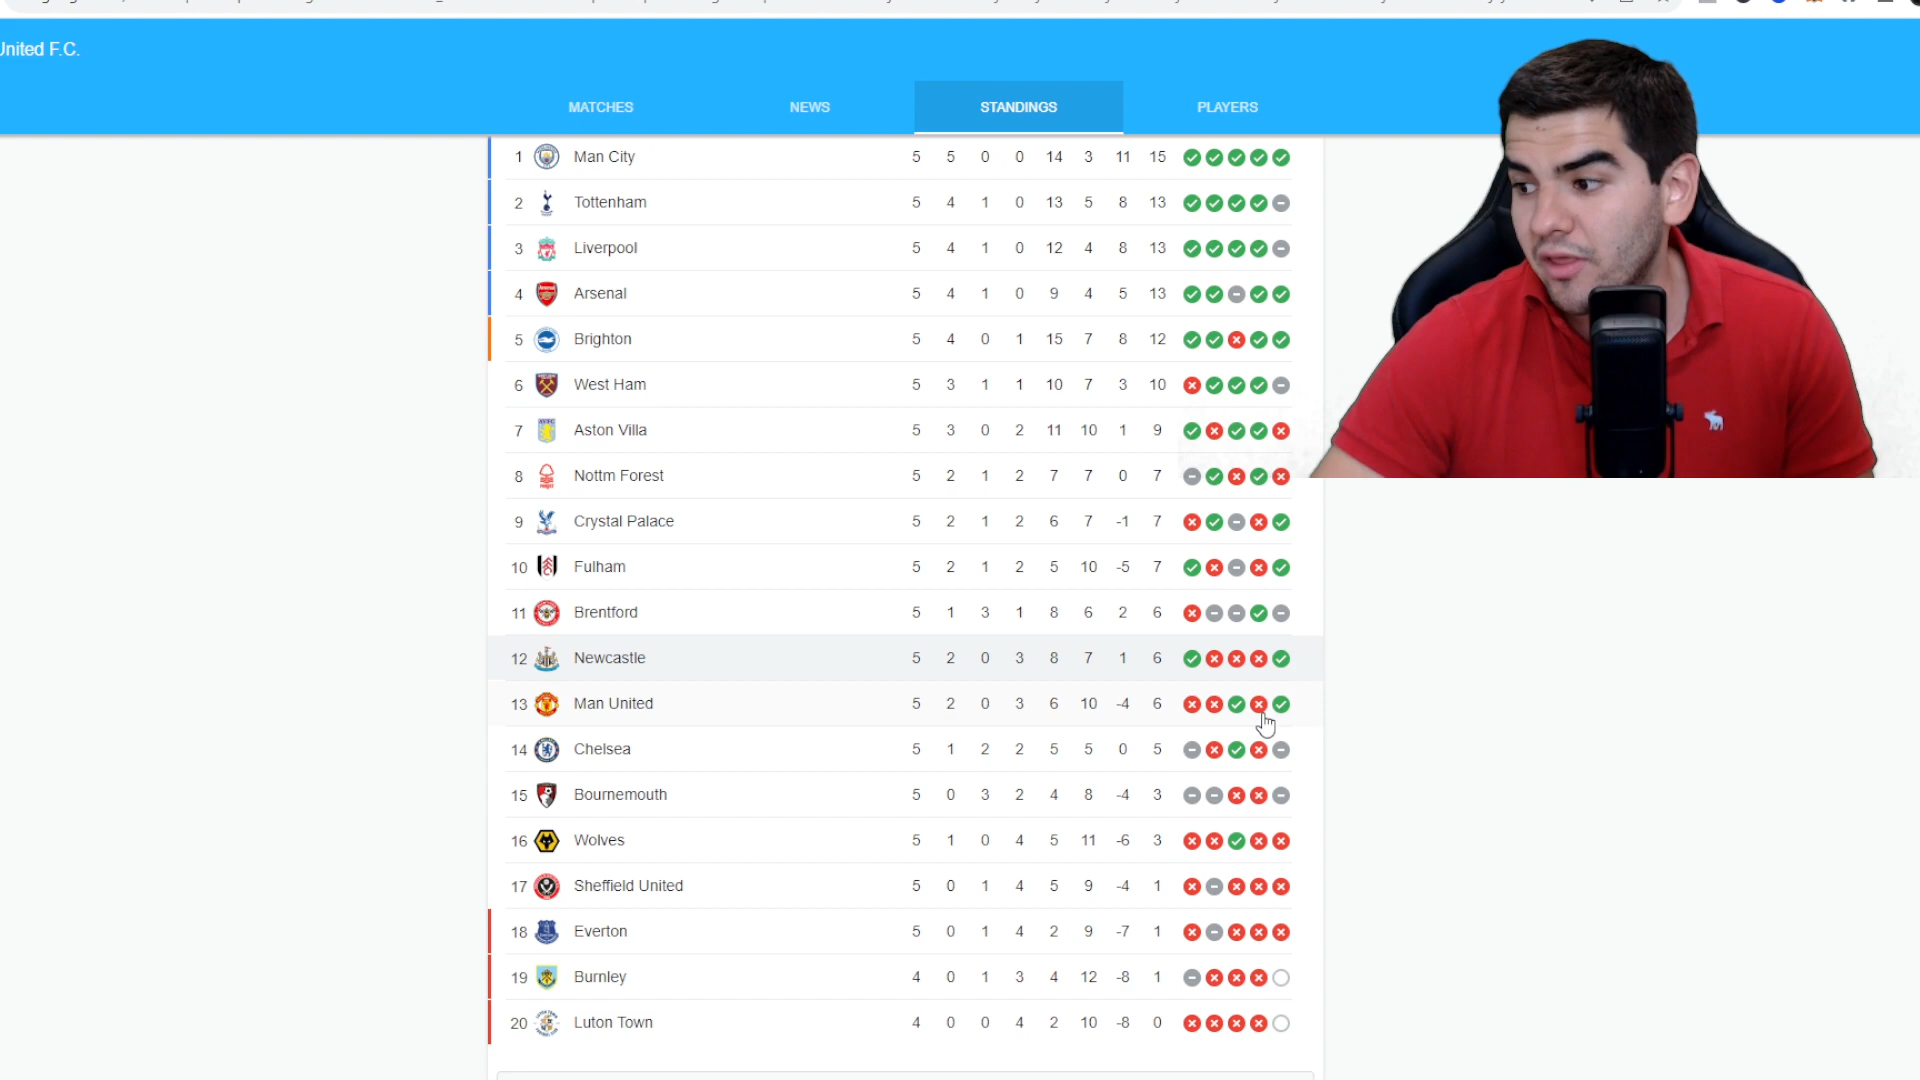 United F.C.
MATCHES NEWS STANDINGS PLAYERS
1 Man City 5 5 0 0 14 3 11 15
2 Tottenham 5 4 1 0 13 5 8 13
3 Liverpool 5 4 1 0 12 4 8 13
4 Arsenal 5 4 1 0 9 4 5 13
5 Brighton 5 4 0 1 15 7 8 12
6 West Ham 5 3 1 1 10 7 3 10
7 Aston Villa 5 3 0 2 11 10 1 9
8 Nottm Forest 5 2 1 2 7 7 0 7
9 Crystal Palace 5 2 1 2 6 7 -1 7
10 Fulham 5 2 1 2 5 10 -5 7
11 Brentford 5 1 3 1 8 6 2 6
12 Newcastle 5 2 0 3 8 7 1 6
13 Man United 5 2 0 3 6 10 -4 6
14 Chelsea 5 1 2 2 5 5 0 5
15 Bournemouth 5 0 3 2 4 8 -4 3
16 Wolves 5 1 0 4 5 11 -6 3
17 Sheffield United 5 0 1 4 5 9 -4 1
18 Everton 5 0 1 4 2 9 -7 1
19 Burnley 4 0 1 3 4 12 -8 1
20 Luton Town 4 0 0 4 2 10 -8 0